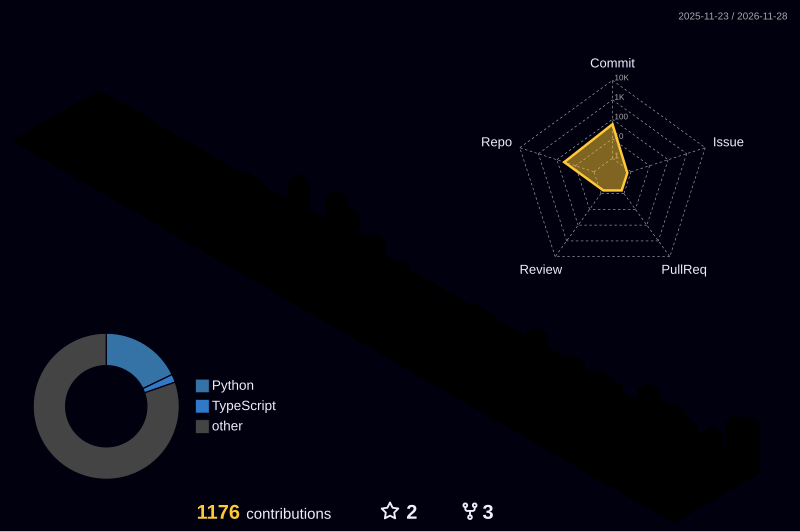 2025-11-23 / 2026-11-28
Commit
10K
1K
100
Repo
Issue
Review
PullReq
Python
TypeScript
other
1176 contributions
2
3